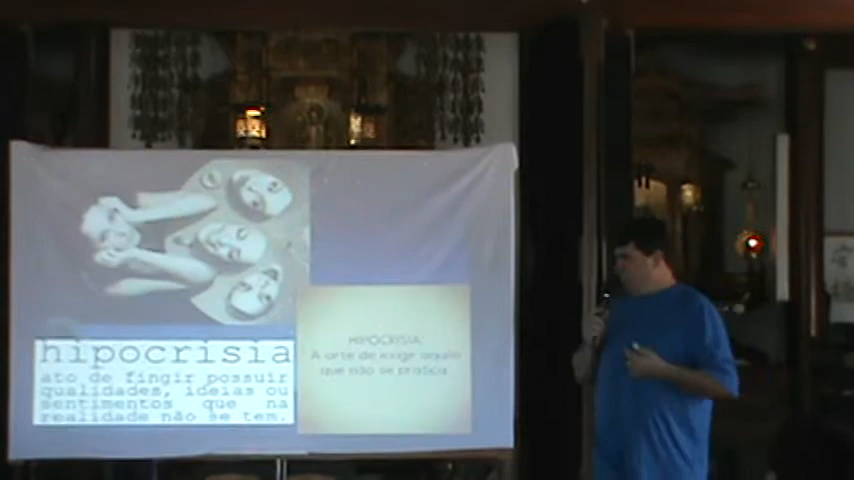 hipocrisia
ato de fingir possuir
qualidades, ideias ou
sentimentos que na
realidade não se tem.
HIPOCRISIA:
A arte de exigir aquilo
que não se pratica